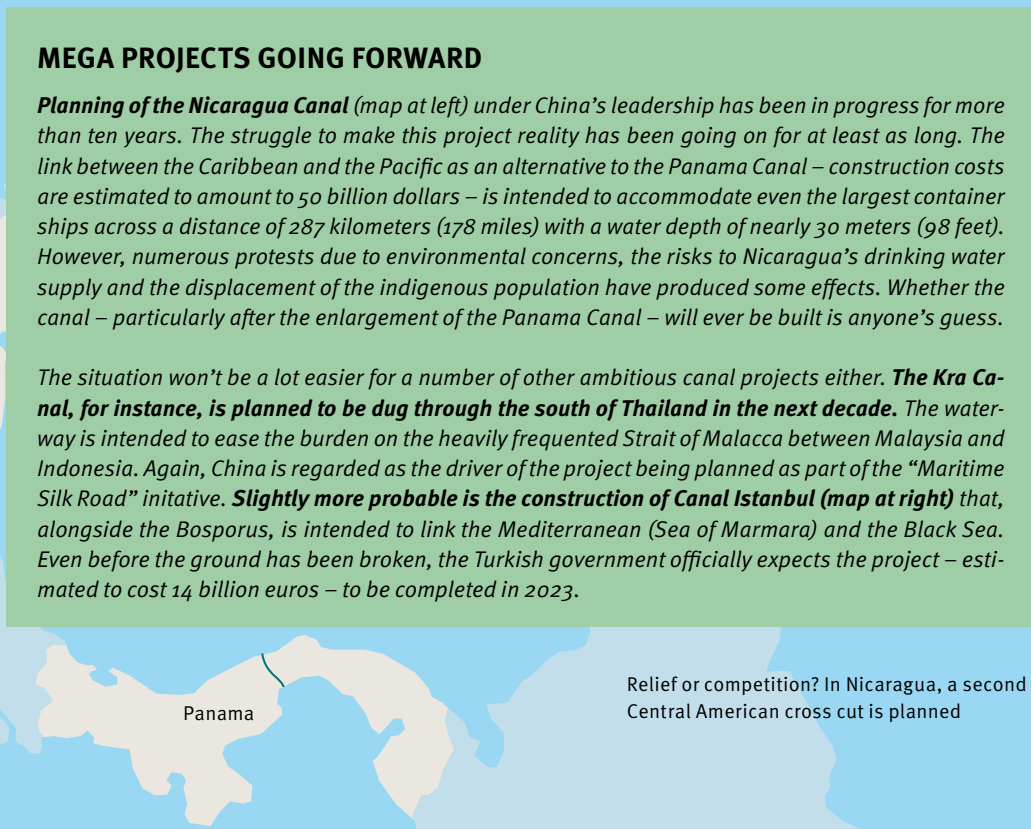 MEGA PROJECTS GOING FORWARD
Planning of the Nicaragua Canal (map at left) under China’s leadership has been in progress for more
than ten years. The struggle to make this project reality has been going on for at least as long. The
link between the Caribbean and the Pacific as an alternative to the Panama Canal – construction costs
are estimated to amount to 50 billion dollars – is intended to accommodate even the largest container
ships across a distance of 287 kilometers (178 miles) with a water depth of nearly 30 meters (98 feet).
However, numerous protests due to environmental concerns, the risks to Nicaragua’s drinking water
supply and the displacement of the indigenous population have produced some effects. Whether the
canal – particularly after the enlargement of the Panama Canal – will ever be built is anyone’s guess.
The situation won’t be a lot easier for a number of other ambitious canal projects either. The Kra Ca-
nal, for instance, is planned to be dug through the south of Thailand in the next decade. The water-
way is intended to ease the burden on the heavily frequented Strait of Malacca between Malaysia and
Indonesia. Again, China is regarded as the driver of the project being planned as part of the “Maritime
Silk Road” initative. Slightly more probable is the construction of Canal Istanbul (map at right) that,
alongside the Bosporus, is intended to link the Mediterranean (Sea of Marmara) and the Black Sea.
Even before the ground has been broken, the Turkish government officially expects the project – esti-
mated to cost 14 billion euros – to be completed in 2023.
Panama
Relief or competition? In Nicaragua, a second
Central American cross cut is planned